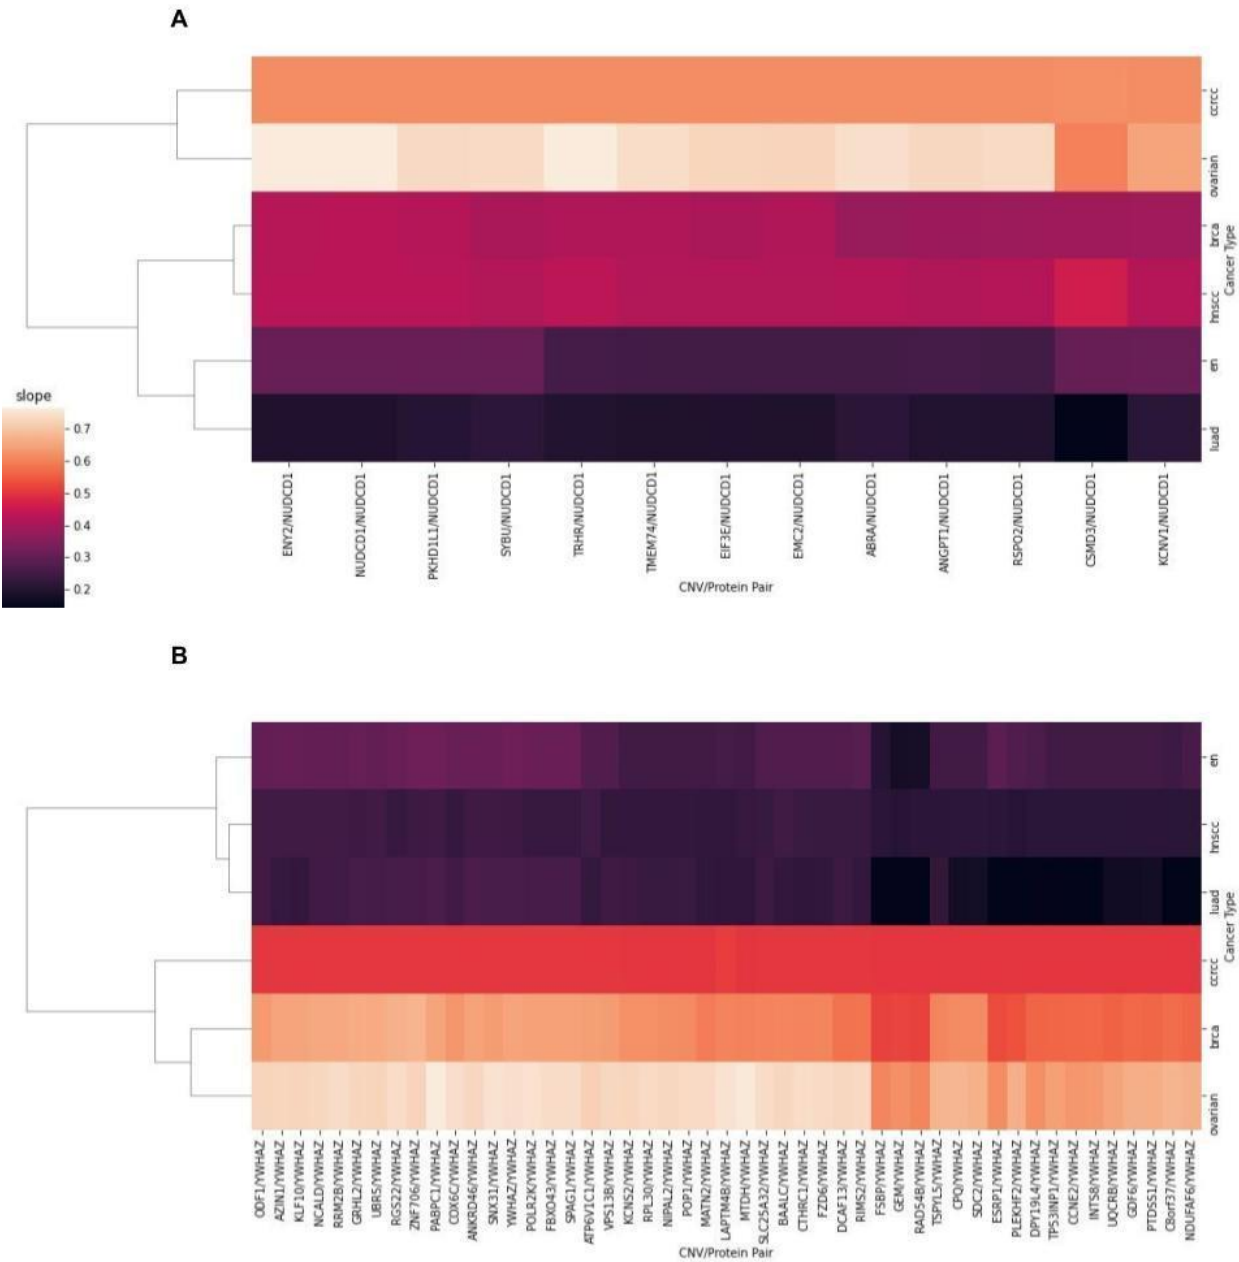 A
ccrcc
ovarian
brca
hnscc
en
luad
Cancer Type
slope
0.7
0.6
0.5
0.4
0.3
0.2
ENY2/NUDCD1
NUDCD1/NUDCD1
PKHD1L1/NUDCD1
SYBU/NUDCD1
TRHR/NUDCD1
TMEM74/NUDCD1
EIF3E/NUDCD1
EMC2/NUDCD1
ABRA/NUDCD1
ANGPT1/NUDCD1
RSPO2/NUDCD1
CSMD3/NUDCD1
KCNV1/NUDCD1
CNV/Protein Pair
B
en
hnscc
luad
ccrcc
brca
ovarian
Cancer Type
ODF1/YWHAZ
AZIN1/YWHAZ
KLF10/YWHAZ
NCALD/YWHAZ
RRM2B/YWHAZ
GRHL2/YWHAZ
UBR5/YWHAZ
RGS22/YWHAZ
ZNF706/YWHAZ
PABPC1/YWHAZ
COX6C/YWHAZ
ANKRD46/YWHAZ
SNX31/YWHAZ
YWHAZ/YWHAZ
POLR2K/YWHAZ
FBXO43/YWHAZ
SPAG1/YWHAZ
ATP6V1C1/YWHAZ
VPS13B/YWHAZ
KCNS2/YWHAZ
RPL30/YWHAZ
NIPAL2/YWHAZ
POP1/YWHAZ
MATN2/YWHAZ
LAPTM4B/YWHAZ
MTDH/YWHAZ
SLC25A32/YWHAZ
BAALC/YWHAZ
CTHRC1/YWHAZ
FZD6/YWHAZ
DCAF13/YWHAZ
RIMS2/YWHAZ
FSBP/YWHAZ
GEM/YWHAZ
RAD54B/YWHAZ
TSPYL5/YWHAZ
CPQ/YWHAZ
SDC2/YWHAZ
ESRP1/YWHAZ
PLEKHF2/YWHAZ
DPY19L4/YWHAZ
TP53INP1/YWHAZ
CCNE2/YWHAZ
INTS8/YWHAZ
UQCRB/YWHAZ
GDF6/YWHAZ
PTDSS1/YWHAZ
C8orf37/YWHAZ
NDUFAF6/YWHAZ
CNV/Protein Pair